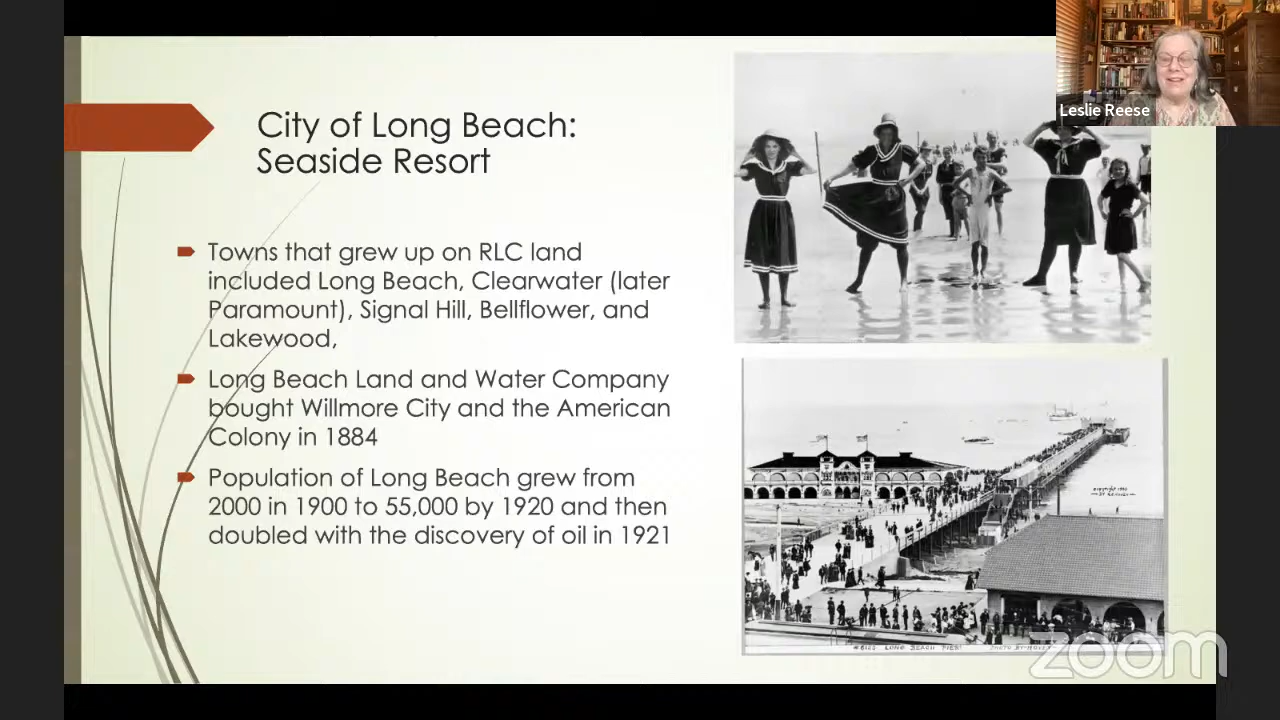 City of Long Beach:
Seaside Resort
Towns that grew up on RLC land
included Long Beach, Clearwater (later
Paramount), Signal Hill, Bellflower, and
Lakewood,
Long Beach Land and Water Company
bought Willmore City and the American
Colony in 1884
Population of Long Beach grew from
2000 in 1900 to 55,000 by 1920 and then
doubled with the discovery of oil in 1921
Leslie Reese
LONG BEACH PIER
zoom